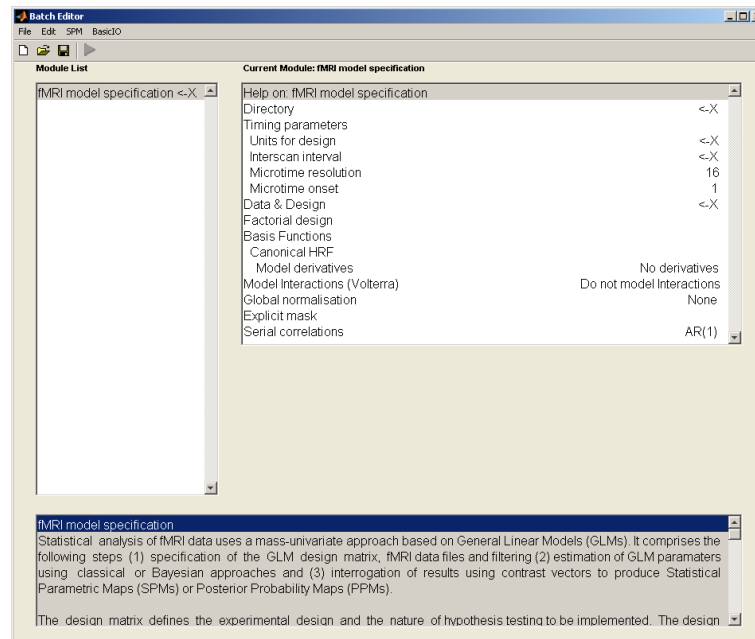 Batch Editor
File Edit SPM BasicIO
Module List
Current Module: fMRI model specification
fMRI model specification <-X
Help on: fMRI model specification
Directory <-X
Timing parameters
Units for design <-X
Interscan interval <-X
Microtime resolution 16
Microtime onset 1
Data & Design <-X
Factorial design
Basis Functions
Canonical HRF
Model derivatives No derivatives
Model Interactions (Volterra) Do not model Interactions
Global normalisation None
Explicit mask
Serial correlations AR(1)
fMRI model specification
Statistical analysis of fMRI data uses a mass-univariate approach based on General Linear Models (GLMs). It comprises the
following steps (1) specification of the GLM design matrix, fMRI data files and filtering (2) estimation of GLM paramaters
using classical or Bayesian approaches and (3) interrogation of results using contrast vectors to produce Statistical
Parametric Maps (SPMs) or Posterior Probability Maps (PPMs).
The design matrix defines the experimental design and the nature of hypothesis testing to be implemented. The design